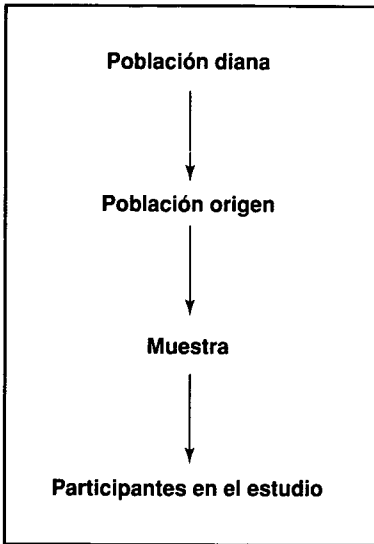 Población diana
Población origen
Muestra
Participantes en el estudio